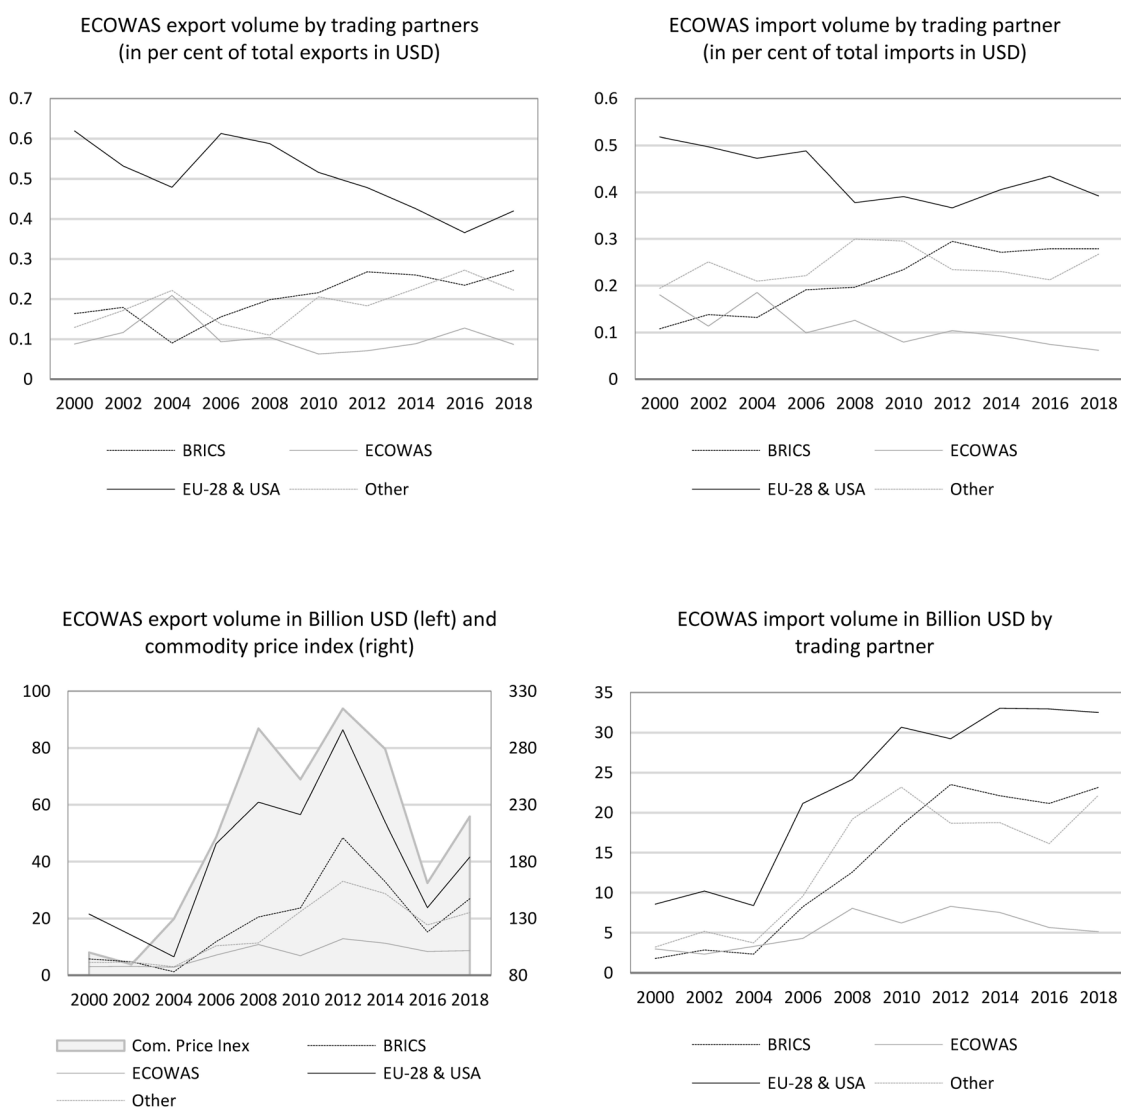 ECOWAS export volume by trading partners
(in per cent of total exports in USD)
0.7
0.6
0.5
0.4
0.3
0.2
0.1
0
2000 2002 2004 2006 2008 2010 2012 2014 2016 2018
BRICS ECOWAS
EU-28 & USA Other
ECOWAS import volume by trading partner
(in per cent of total imports in USD)
0.6
0.5
0.4
0.3
0.2
0.1
0
2000 2002 2004 2006 2008 2010 2012 2014 2016 2018
BRICS ECOWAS
EU-28 & USA Other
ECOWAS export volume in Billion USD (left) and
commodity price index (right)
100 330
80 280
60 230
40 180
20 130
0 80
2000 2002 2004 2006 2008 2010 2012 2014 2016 2018
Com. Price Inex BRICS
ECOWAS EU-28 & USA
Other
ECOWAS import volume in Billion USD by
trading partner
35
30
25
20
15
10
5
0
2000 2002 2004 2006 2008 2010 2012 2014 2016 2018
BRICS ECOWAS
EU-28 & USA Other